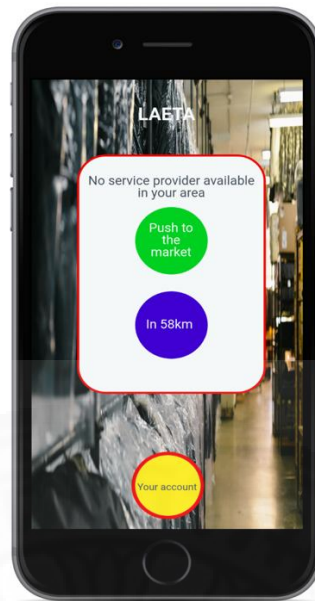 LAETA
No service provider available
in your area
Push to
the
market
In 58km
Your account